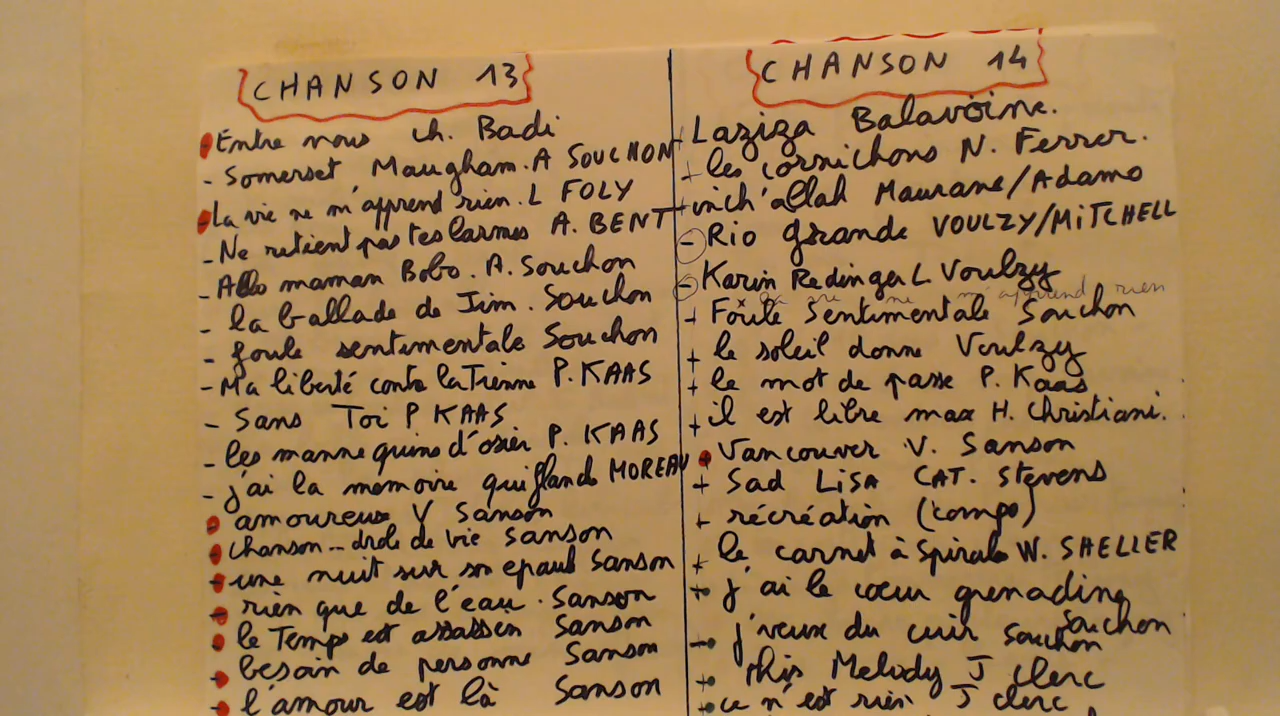 CHANSON 13
- Entre nous ch. Badi
- Somerset Maugham. A SOUCHON
- La vie ne m'apprend rien. L FOLY
- Ne retient pas tes larmes A. BENT
- Allo maman Bobo. A. Souchon
- la ballade de Jim. Souchon
- foule sentimentale Souchon
- Ma liberté contre la Tienne P. KAAS
- Sans Toi P KAAS
- les mannequins d'osier P. KAAS
- j'ai la memoire qui flanche MOREAU
- amoureuse V Sanson
- chanson -- drole de vie Sanson
- une nuit sur son epaule Sanson
- rien que de l'eau. Sanson
- le Temps est assassin Sanson
- besoin de personne Sanson
- l'amour est là Sanson
CHANSON 14
+ Laziza Balavoine.
+ les cornichons N. Ferrer.
+ inch'allah Maurane/Adamo
- Rio grande VOULZY/MITCHELL
- Karin Redinger L Voulzy
x la vie ne m'apprend rien
+ Foule Sentimentale Souchon
+ le soleil donne Voulzy
+ le mot de passe P. Kaas
+ il est libre max H. Christiani.
+ Vancouver V. Sanson
+ Sad LiSA CAT. Stevens
+ récréation (compo)
+ le carnet à Spirale W. SHELLER
+ j'ai le cœur grenadine Souchon
+ j'veux du cuir Souchon
+ this Melody J clerc
+ ce n'est rien J clerc